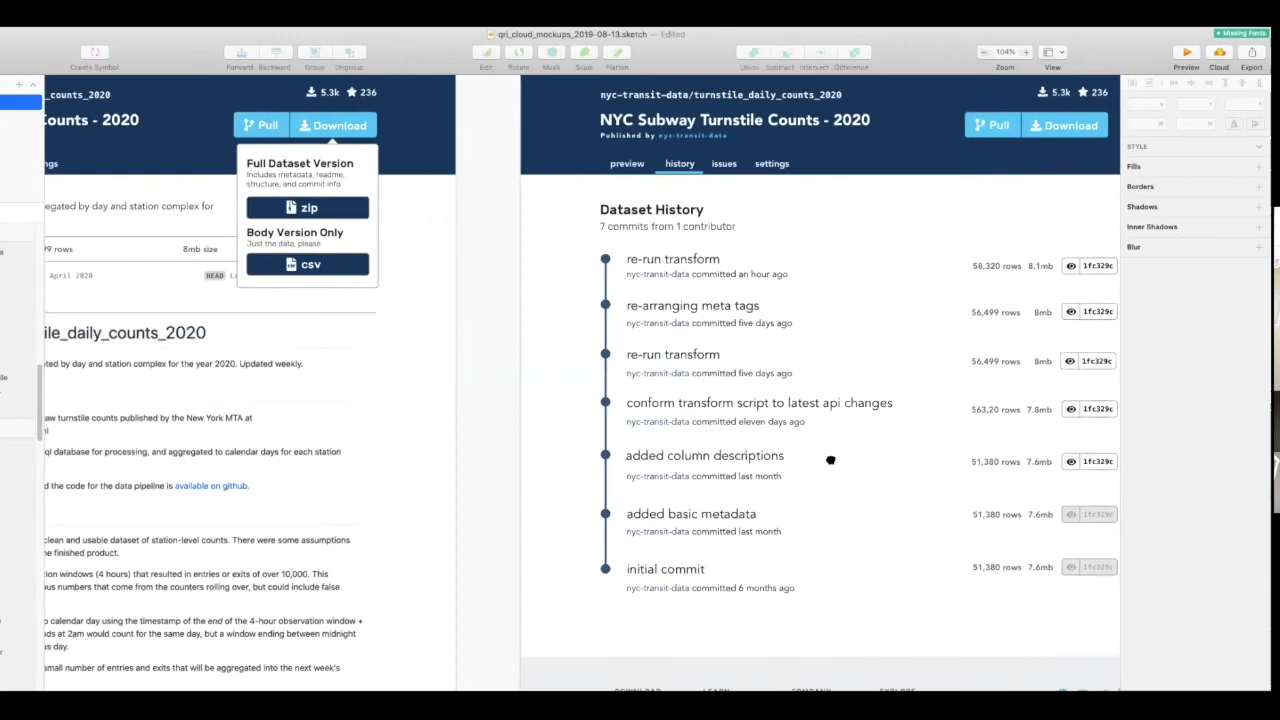 qri_cloud_mockups_2019-08-13.sketch — Edited
Missing Fonts
Create Symbol
Forward Backward Group Ungroup
Edit Rotate Mask Scale Flatten
Union Subtract Intersect Difference
104%
Zoom
View
Preview Cloud Export
_counts_2020
5.3k 236
ounts - 2020
Pull Download
ngs
Full Dataset Version
Includes metadata, readme,
structure, and commit info
zip
Body Version Only
Just the data, please
csv
egated by day and station complex for
99 rows 8mb size
April 2020 HEAD
ile_daily_counts_2020
ted by day and station complex for the year 2020. Updated weekly.
aw turnstile counts published by the New York MTA at
ql database for processing, and aggregated to calendar days for each station
d the code for the data pipeline is available on github.
clean and usable dataset of station-level counts. There were some assumptions
he finished product.
tion windows (4 hours) that resulted in entries or exits of over 10,000. This
ous numbers that come from the counters rolling over, but could include false
o calendar day using the timestamp of the end of the 4-hour observation window +
nds at 2am would count for the same day, but a window ending between midnight
us day.
small number of entries and exits that will be aggregated into the next week's
nyc-transit-data/turnstile_daily_counts_2020
5.3k 236
NYC Subway Turnstile Counts - 2020
Published by nyc-transit-data
Pull Download
preview history issues settings
Dataset History
7 commits from 1 contributor
re-run transform
nyc-transit-data committed an hour ago
58,320 rows 8.1mb 1fc329c
re-arranging meta tags
nyc-transit-data committed five days ago
56,499 rows 8mb 1fc329c
re-run transform
nyc-transit-data committed five days ago
56,499 rows 8mb 1fc329c
conform transform script to latest api changes
nyc-transit-data committed eleven days ago
563,20 rows 7.8mb 1fc329c
added column descriptions
nyc-transit-data committed last month
51,380 rows 7.6mb 1fc329c
added basic metadata
nyc-transit-data committed last month
51,380 rows 7.6mb 1fc329c
initial commit
nyc-transit-data committed 6 months ago
51,380 rows 7.6mb 1fc329c
STYLE
Fills
Borders
Shadows
Inner Shadows
Blur